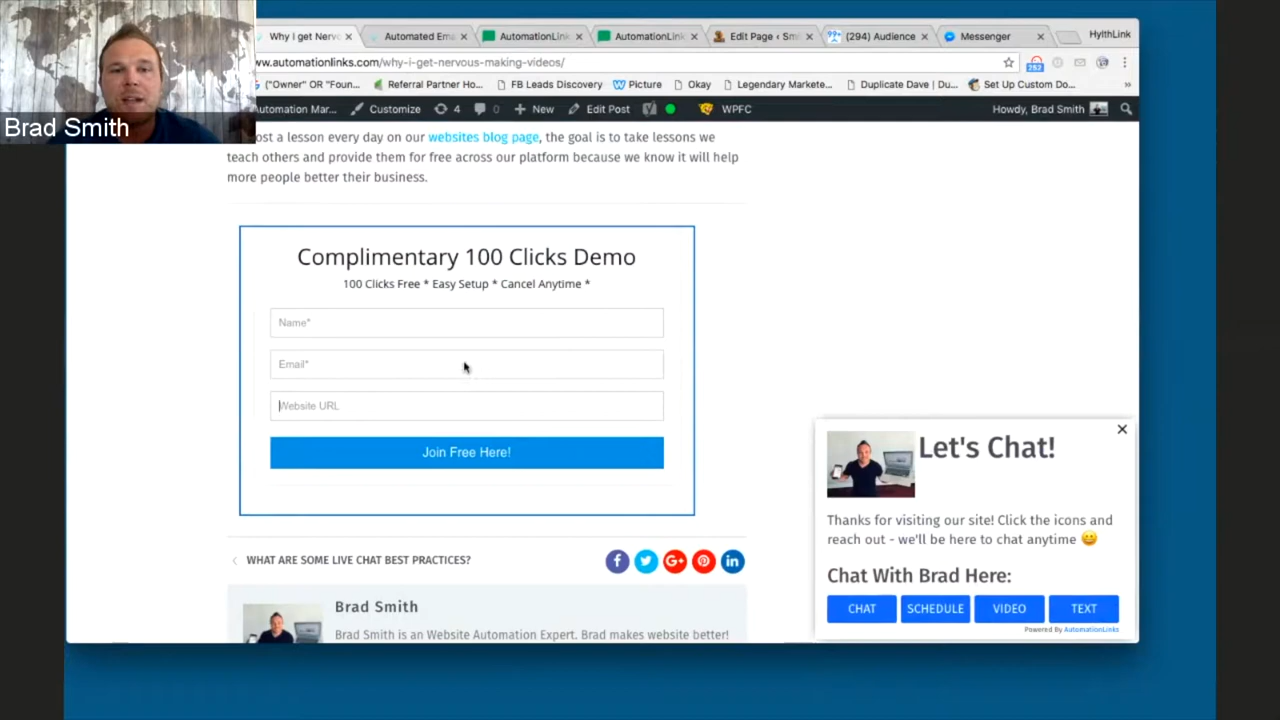 Brad Smith
Why I get Nervo
Automated Ema
AutomationLink
AutomationLink
Edit Page ‹ Smi
(294) Audience
Messenger
HyithLink
ww.automationlinks.com/why-i-get-nervous-making-videos/
252
("Owner" OR "Foun...
Referral Partner Ho...
FB Leads Discovery
Picture
Okay
Legendary Markete...
Duplicate Dave | Du...
Set Up Custom Do...
»
Automation Mar...
Customize
4
0
New
Edit Post
WPFC
Howdy, Brad Smith
ost a lesson every day on our websites blog page, the goal is to take lessons we
teach others and provide them for free across our platform because we know it will help
more people better their business.
Complimentary 100 Clicks Demo
100 Clicks Free * Easy Setup * Cancel Anytime *
Name*
Email*
Website URL
Join Free Here!
WHAT ARE SOME LIVE CHAT BEST PRACTICES?
Brad Smith
Brad Smith is an Website Automation Expert. Brad makes website better!
Let's Chat!
Thanks for visiting our site! Click the icons and
reach out - we'll be here to chat anytime 😀
Chat With Brad Here:
CHAT
SCHEDULE
VIDEO
TEXT
Powered By AutomationLinks